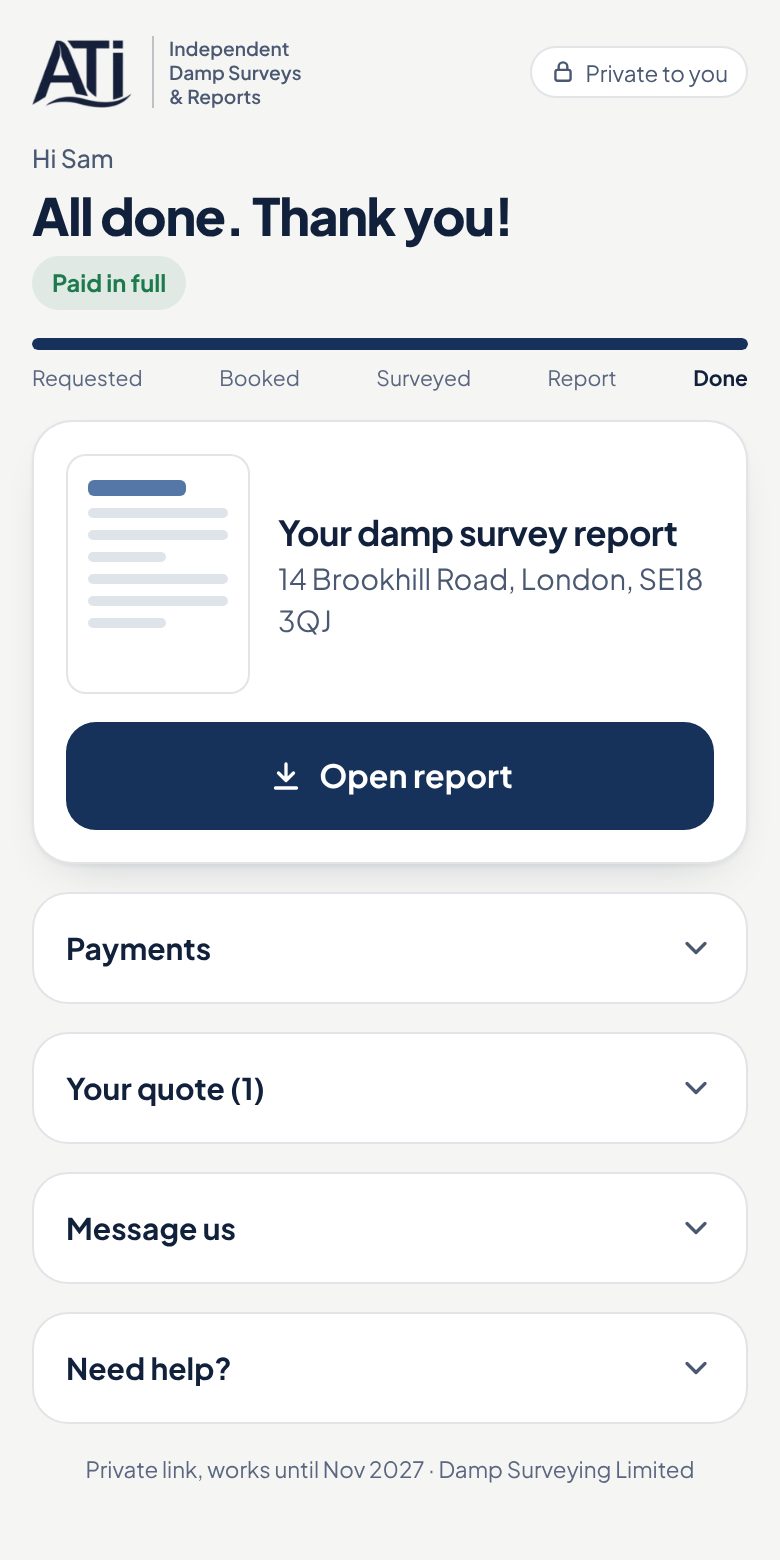 ATi
Independent
Damp Surveys
& Reports
Private to you
Hi Sam
All done. Thank you!
Paid in full
Requested
Booked
Surveyed
Report
Done
Your damp survey report
14 Brookhill Road, London, SE18
3QJ
Open report
Payments
Your quote (1)
Message us
Need help?
Private link, works until Nov 2027 · Damp Surveying Limited